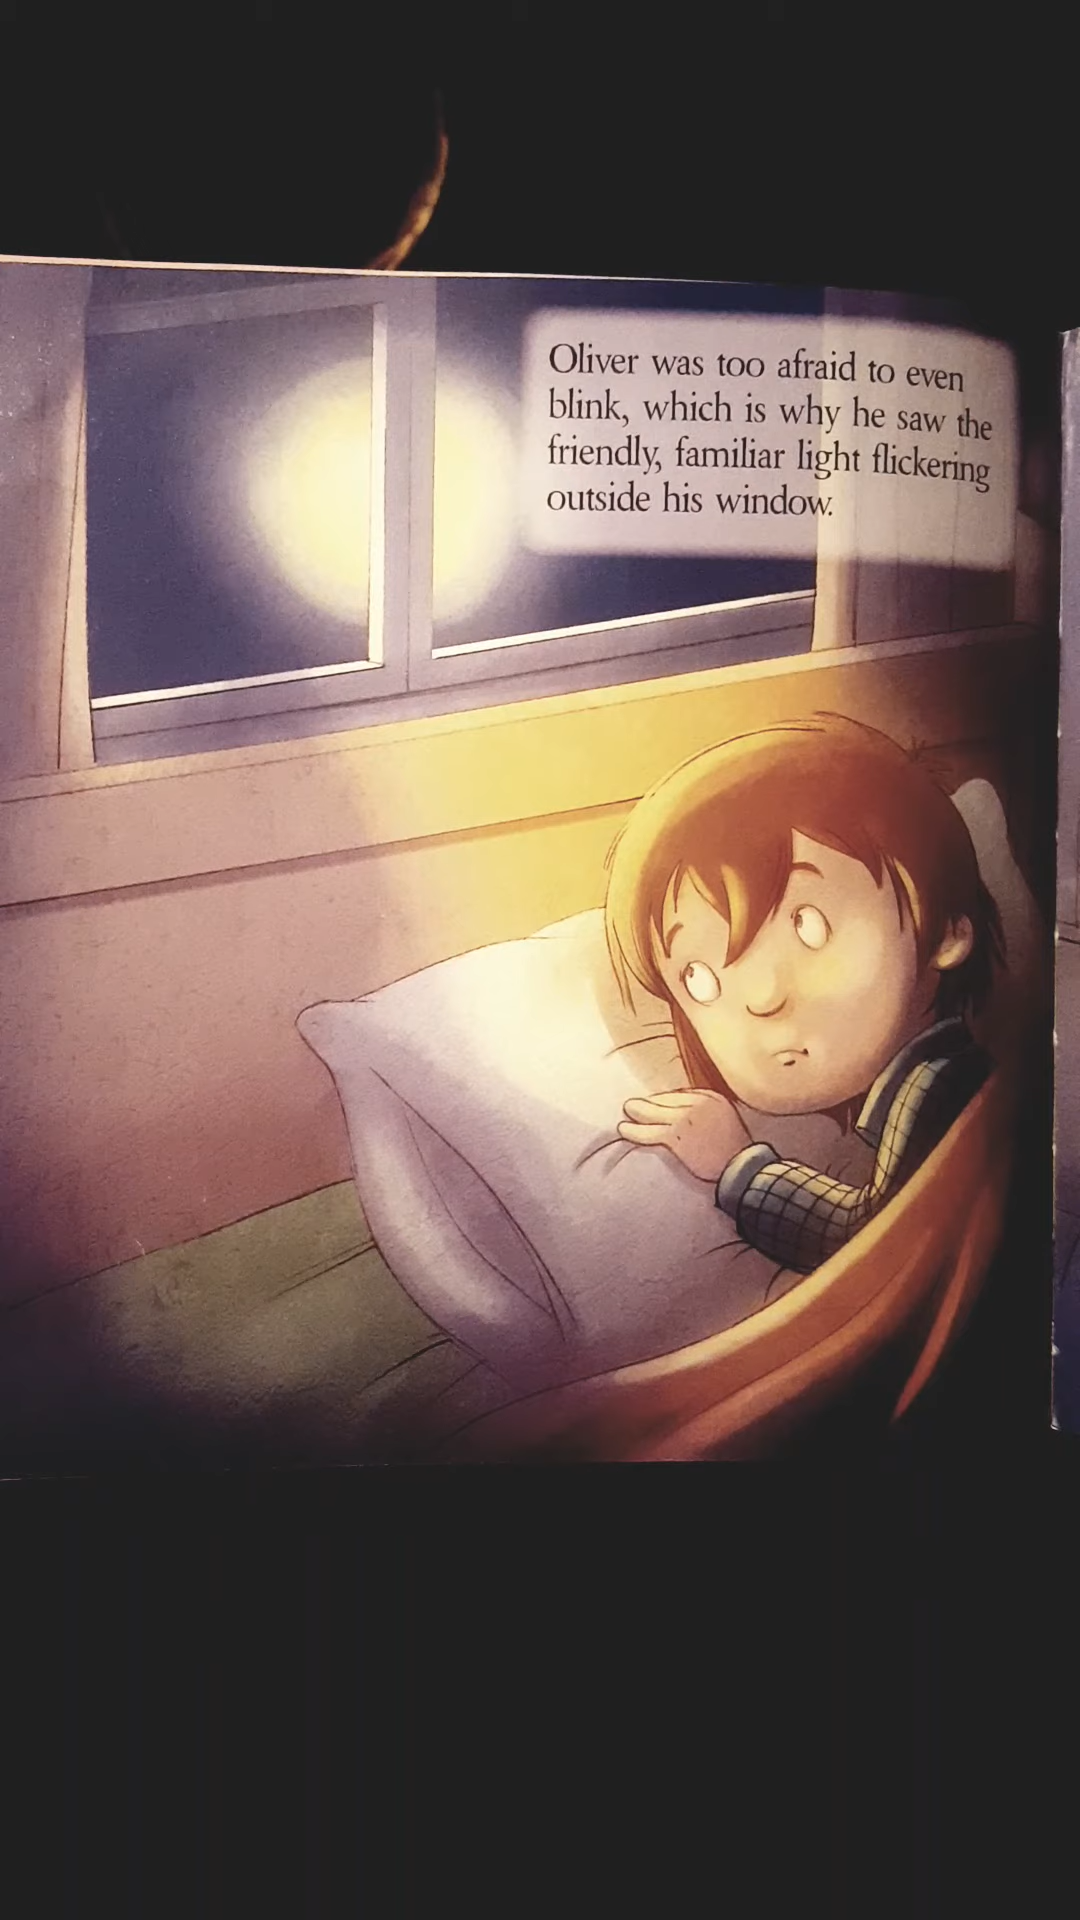 Oliver was too afraid to even
blink, which is why he saw the
friendly, familiar light flickering
outside his window.